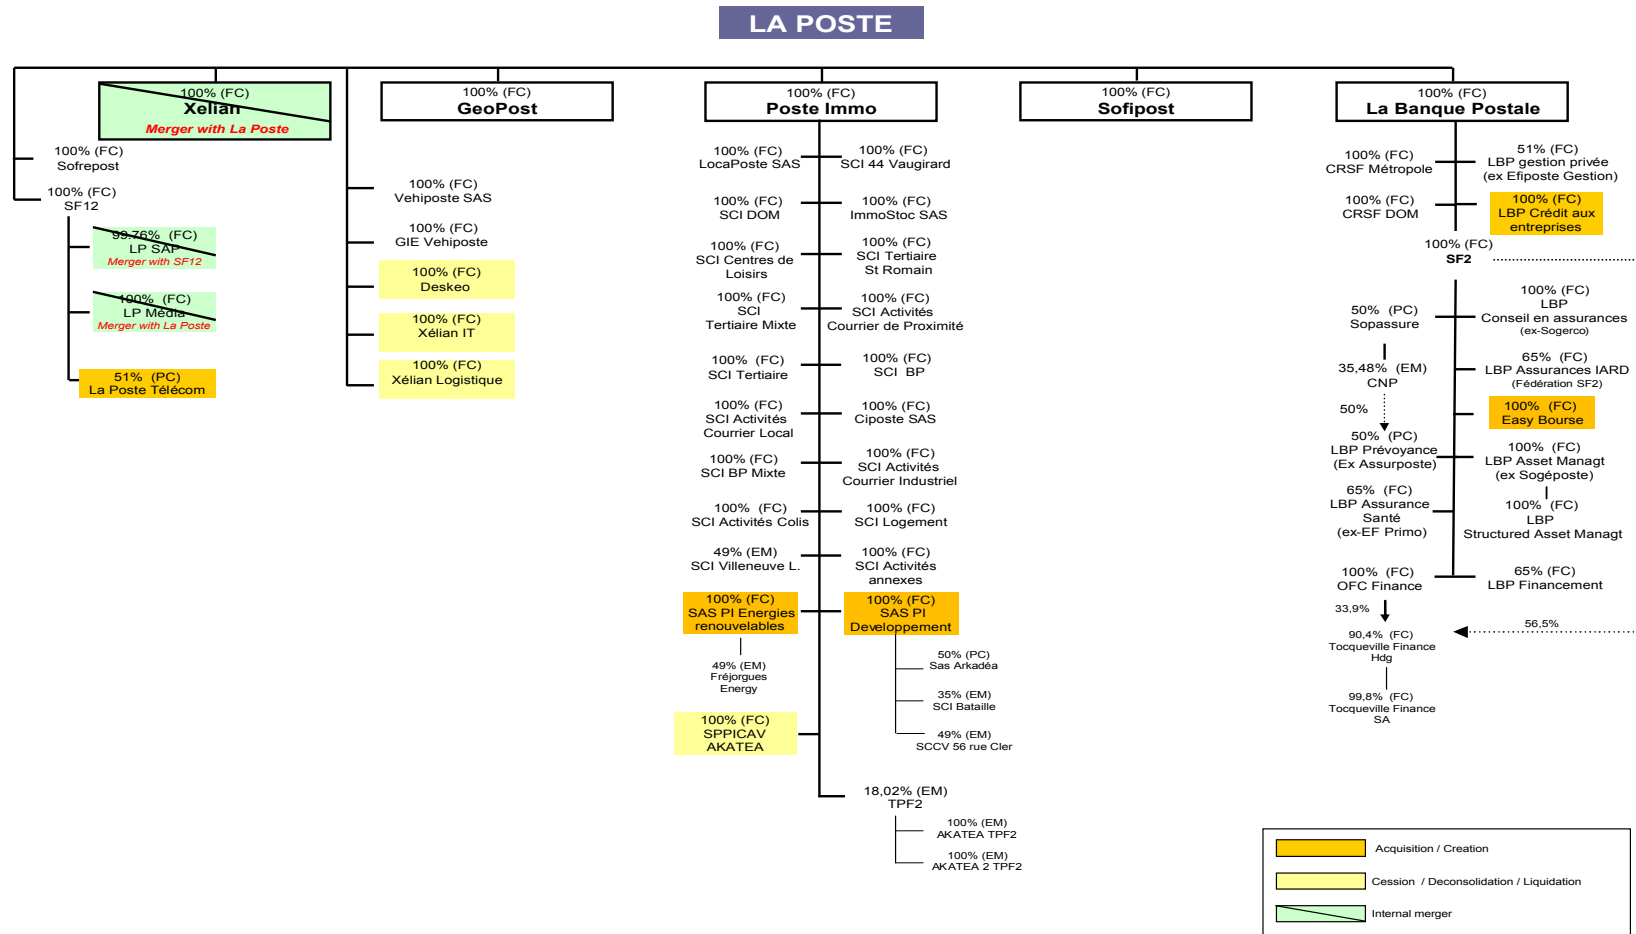 LA POSTE
100% (FC)
Xelian
Merger with La Poste
100% (FC)
GeoPost
100% (FC)
Poste Immo
100% (FC)
Sofipost
100% (FC)
La Banque Postale
100% (FC)
Sofrepost
100% (FC)
SF12
99.76%  (FC)
LP SAP
Merger with SF12
100%  (FC)
LP Média
Merger with La Poste
51%  (PC)
La Poste Télécom
100% (FC)
Vehiposte SAS
100% (FC)
GIE Vehiposte
100% (FC)
Deskeo
100% (FC)
Xélian IT
100% (FC)
Xélian Logistique
100% (FC)
LocaPoste SAS
100% (FC)
SCI 44 Vaugirard
100% (FC)
SCI DOM
100% (FC)
ImmoStoc SAS
100% (FC)
SCI Centres de
Loisirs
100% (FC)
SCI Tertiaire
St Romain
100% (FC)
SCI
Tertiaire Mixte
100% (FC)
SCI Activités
Courrier de Proximité
100%  (FC)
SCI Tertiaire
100% (FC)
SCI  BP
100% (FC)
SCI Activités
Courrier Local
100% (FC)
Ciposte SAS
100% (FC)
SCI BP Mixte
100% (FC)
SCI Activités
Courrier Industriel
100%  (FC)
SCI Activités Colis
100% (FC)
SCI Logement
49% (EM)
SCI Villeneuve L.
100% (FC)
SCI Activités
annexes
100% (FC)
SAS PI Energies
renouvelables
100% (FC)
SAS PI
Developpement
49% (EM)
Fréjorgues
Energy
50% (PC)
Sas Arkadéa
35% (EM)
SCI Bataille
49% (EM)
SCCV 56 rue Cler
100% (FC)
SPPICAV
AKATEA
18,02% (EM)
TPF2
100% (EM)
AKATEA TPF2
100% (EM)
AKATEA 2 TPF2
100% (FC)
CRSF Métropole
51% (FC)
LBP gestion privée
(ex Efiposte Gestion)
100% (FC)
CRSF DOM
100% (FC)
LBP Crédit aux
entreprises
100% (FC)
SF2
50% (PC)
Sopassure
100% (FC)
LBP
Conseil en assurances
(ex-Sogerco)
35,48% (EM)
CNP
65%  (FC)
LBP Assurances IARD
(Fédération SF2)
50%
100%  (FC)
Easy Bourse
50% (PC)
LBP Prévoyance
(Ex Assurposte)
100%  (FC)
LBP Asset Managt
(ex Sogéposte)
65%  (FC)
LBP Assurance
Santé
(ex-EF Primo)
100%  (FC)
LBP
Structured Asset Managt
100%  (FC)
OFC Finance
65% (FC)
LBP Financement
33,9%
56,5%
90,4% (FC)
Tocqueville Finance
Hdg
99,8% (FC)
Tocqueville Finance
SA
Acquisition / Creation
Cession  / Deconsolidation / Liquidation
Internal merger